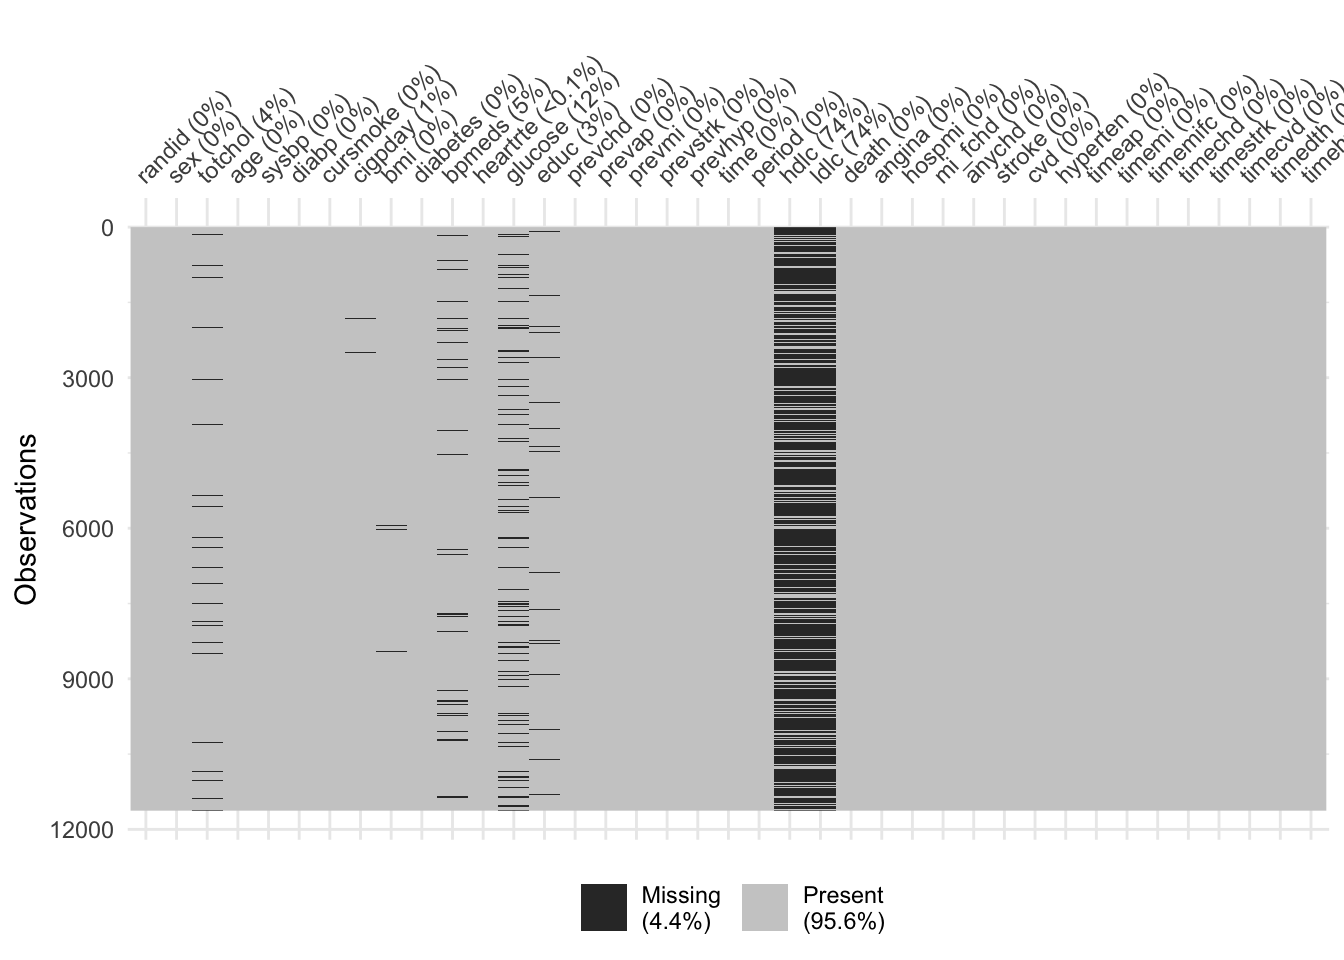 randid (0%)
sex (0%)
totchol (4%)
age (0%)
sysbp (0%)
diabp (0%)
cursmoke (0%)
cigpday (1%)
bmi (0%)
diabetes (0%)
bpmeds (5%)
heartrte (<0.1%)
glucose (12%)
educ (3%)
prevchd (0%)
prevap (0%)
prevmi (0%)
prevstrk (0%)
prevhyp (0%)
time (0%)
period (0%)
hdlc (74%)
ldlc (74%)
death (0%)
angina (0%)
hospmi (0%)
mi_fchd (0%)
anychd (0%)
stroke (0%)
cvd (0%)
hyperten (0%)
timeap (0%)
timemi (0%)
timemifc (0%)
timechd (0%)
timestrk (0%)
timecvd (0%)
timedth (
timeh
0
3000
6000
9000
12000
Observations
Missing
(4.4%)
Present
(95.6%)